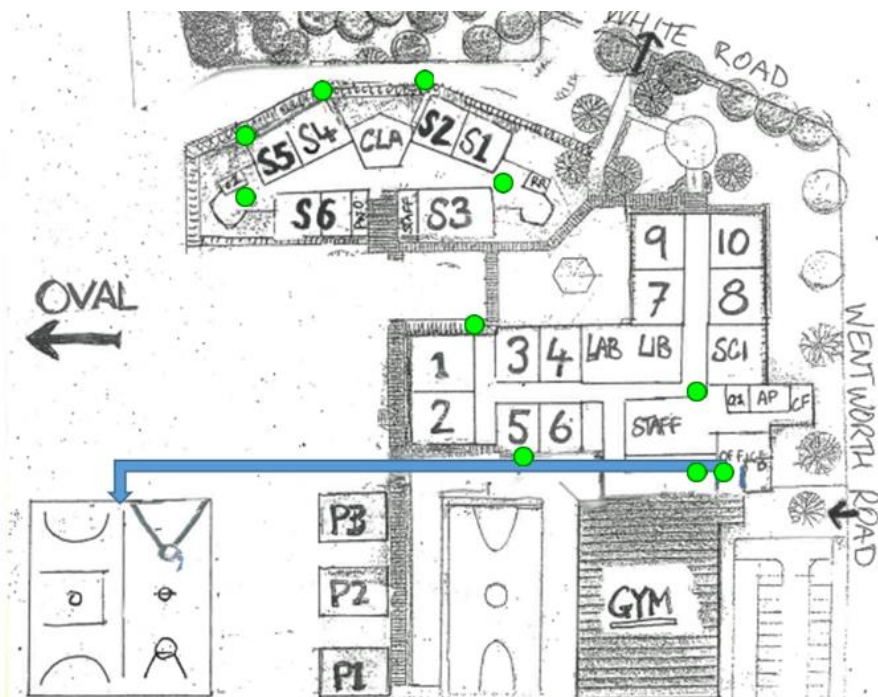 WHITE ROAD
S5
S4
CLA
S2
S1
RR
S6
STAFF
S3
9
10
7
8
OVAL
WENTWORTH ROAD
1
3
4
LAB
LIB
SCI
2
5
6
STAFF
AP
CF
OFFICE
P3
P2
P1
GYM